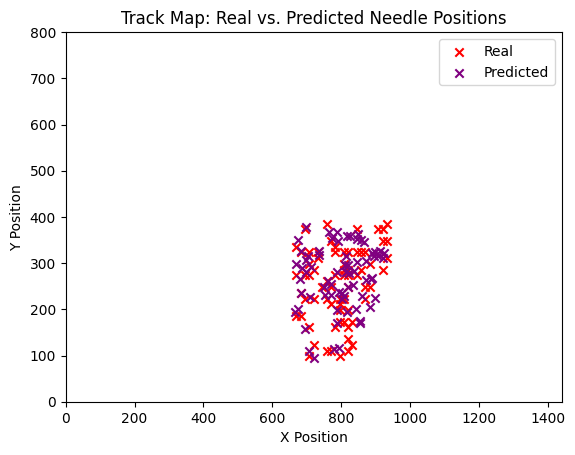 Track Map: Real vs. Predicted Needle Positions
Real
Predicted
Y Position
800
700
600
500
400
300
200
100
0
0 200 400 600 800 1000 1200 1400
X Position